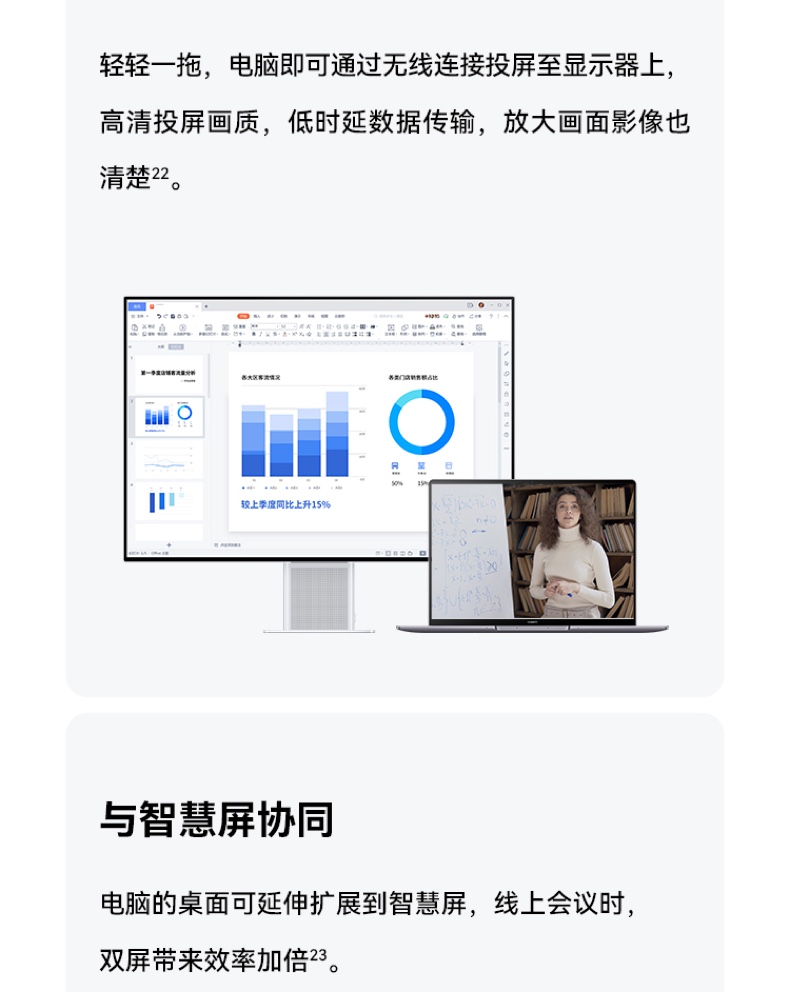 轻轻一拖，电脑即可通过无线连接投屏至显示器上，
高清投屏画质，低时延数据传输，放大画面影像也
清楚22。
第一季度店铺客流量分析
各大区客流情况
各类门店销售额占比
50%
15%
较上季度同比上升15%
与智慧屏协同
电脑的桌面可延伸扩展到智慧屏，线上会议时，
双屏带来效率加倍23。